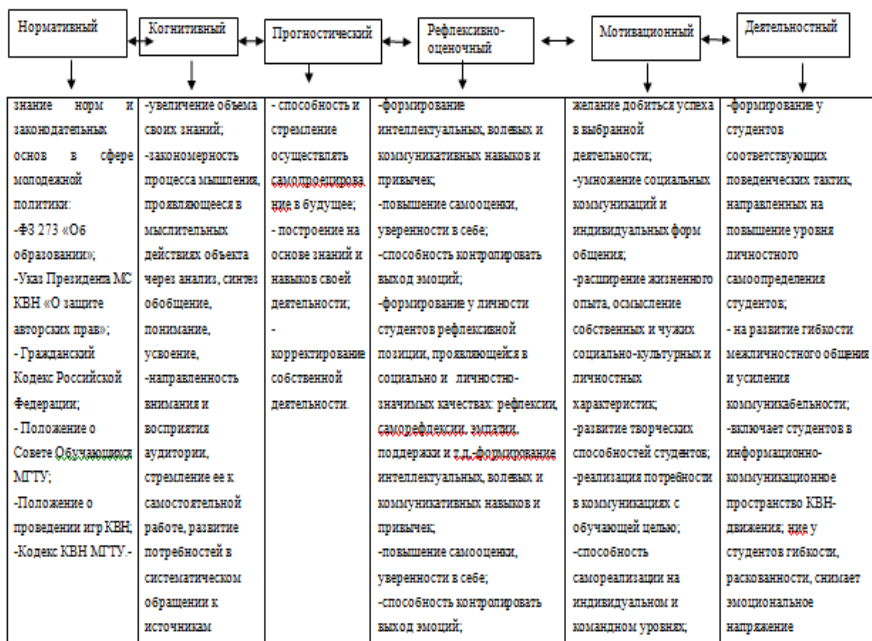 Нормативный
Когнитивный
Прогностический
Рефлексивно-
оценочный
Мотивационный
Деятельностный
знание норм и
законодательных
основ в сфере
молодежной
политики:
-ФЗ 273 «Об
образовании»;
-Указ Президента МС
КВН «О защите
авторских прав»;
- Гражданский
Кодекс Российской
Федерации;
- Положение о
Совете Обучающихся
МГТУ;
-Положение о
проведении игр КВН;
-Кодекс КВН МГТУ.-
-увеличение объема
своих знаний;
-закономерность
процесса мышления,
проявляющееся в
мыслительных
действиях объекта
через анализ, синтез
обобщение,
понимание,
усвоение,
-направленность
внимания и
восприятия
аудитории,
стремление ее к
самостоятельной
работе, развитие
потребностей в
систематическом
обращении к
источникам
- способность и
стремление
осуществлять
самопроецирова
ние в будущее;
- построение на
основе знаний и
навыков своей
деятельности;
-
корректирование
собственной
деятельности.
-формирование
интеллектуальных, волевых и
коммуникативных навыков и
привычек;
-повышение самооценки,
уверенности в себе;
-способность контролировать
выход эмоций;
-формирование у личности
студентов рефлексивной
позиции, проявляющейся в
социально и личностно-
значимых качествах: рефлексии,
саморефлексии, эмпатии,
поддержки и т.д.-формирование
интеллектуальных, волевых и
коммуникативных навыков и
привычек;
-повышение самооценки,
уверенности в себе;
-способность контролировать
выход эмоций;
желание добиться успеха
в выбранной
деятельности;
-умножение социальных
коммуникаций и
индивидуальных форм
общения;
-расширение жизненного
опыта, осмысление
собственных и чужих
социально-культурных и
личностных
характеристик;
-развитие творческих
способностей студентов;
-реализация потребности
в коммуникациях с
обучающей целью;
-способность
самореализации на
индивидуальном и
командном уровнях;
-формирование у
студентов
соответствующих
поведенческих тактик,
направленных на
повышение уровня
личностного
самоопределения
студентов;
- на развитие гибкости
межличностного общения
и усиления
коммуникабельности;
-включает студентов в
информационно-
коммуникационное
пространство КВН-
движения; ние у
студентов гибкости,
раскованности, снимает
эмоциональное
напряжение